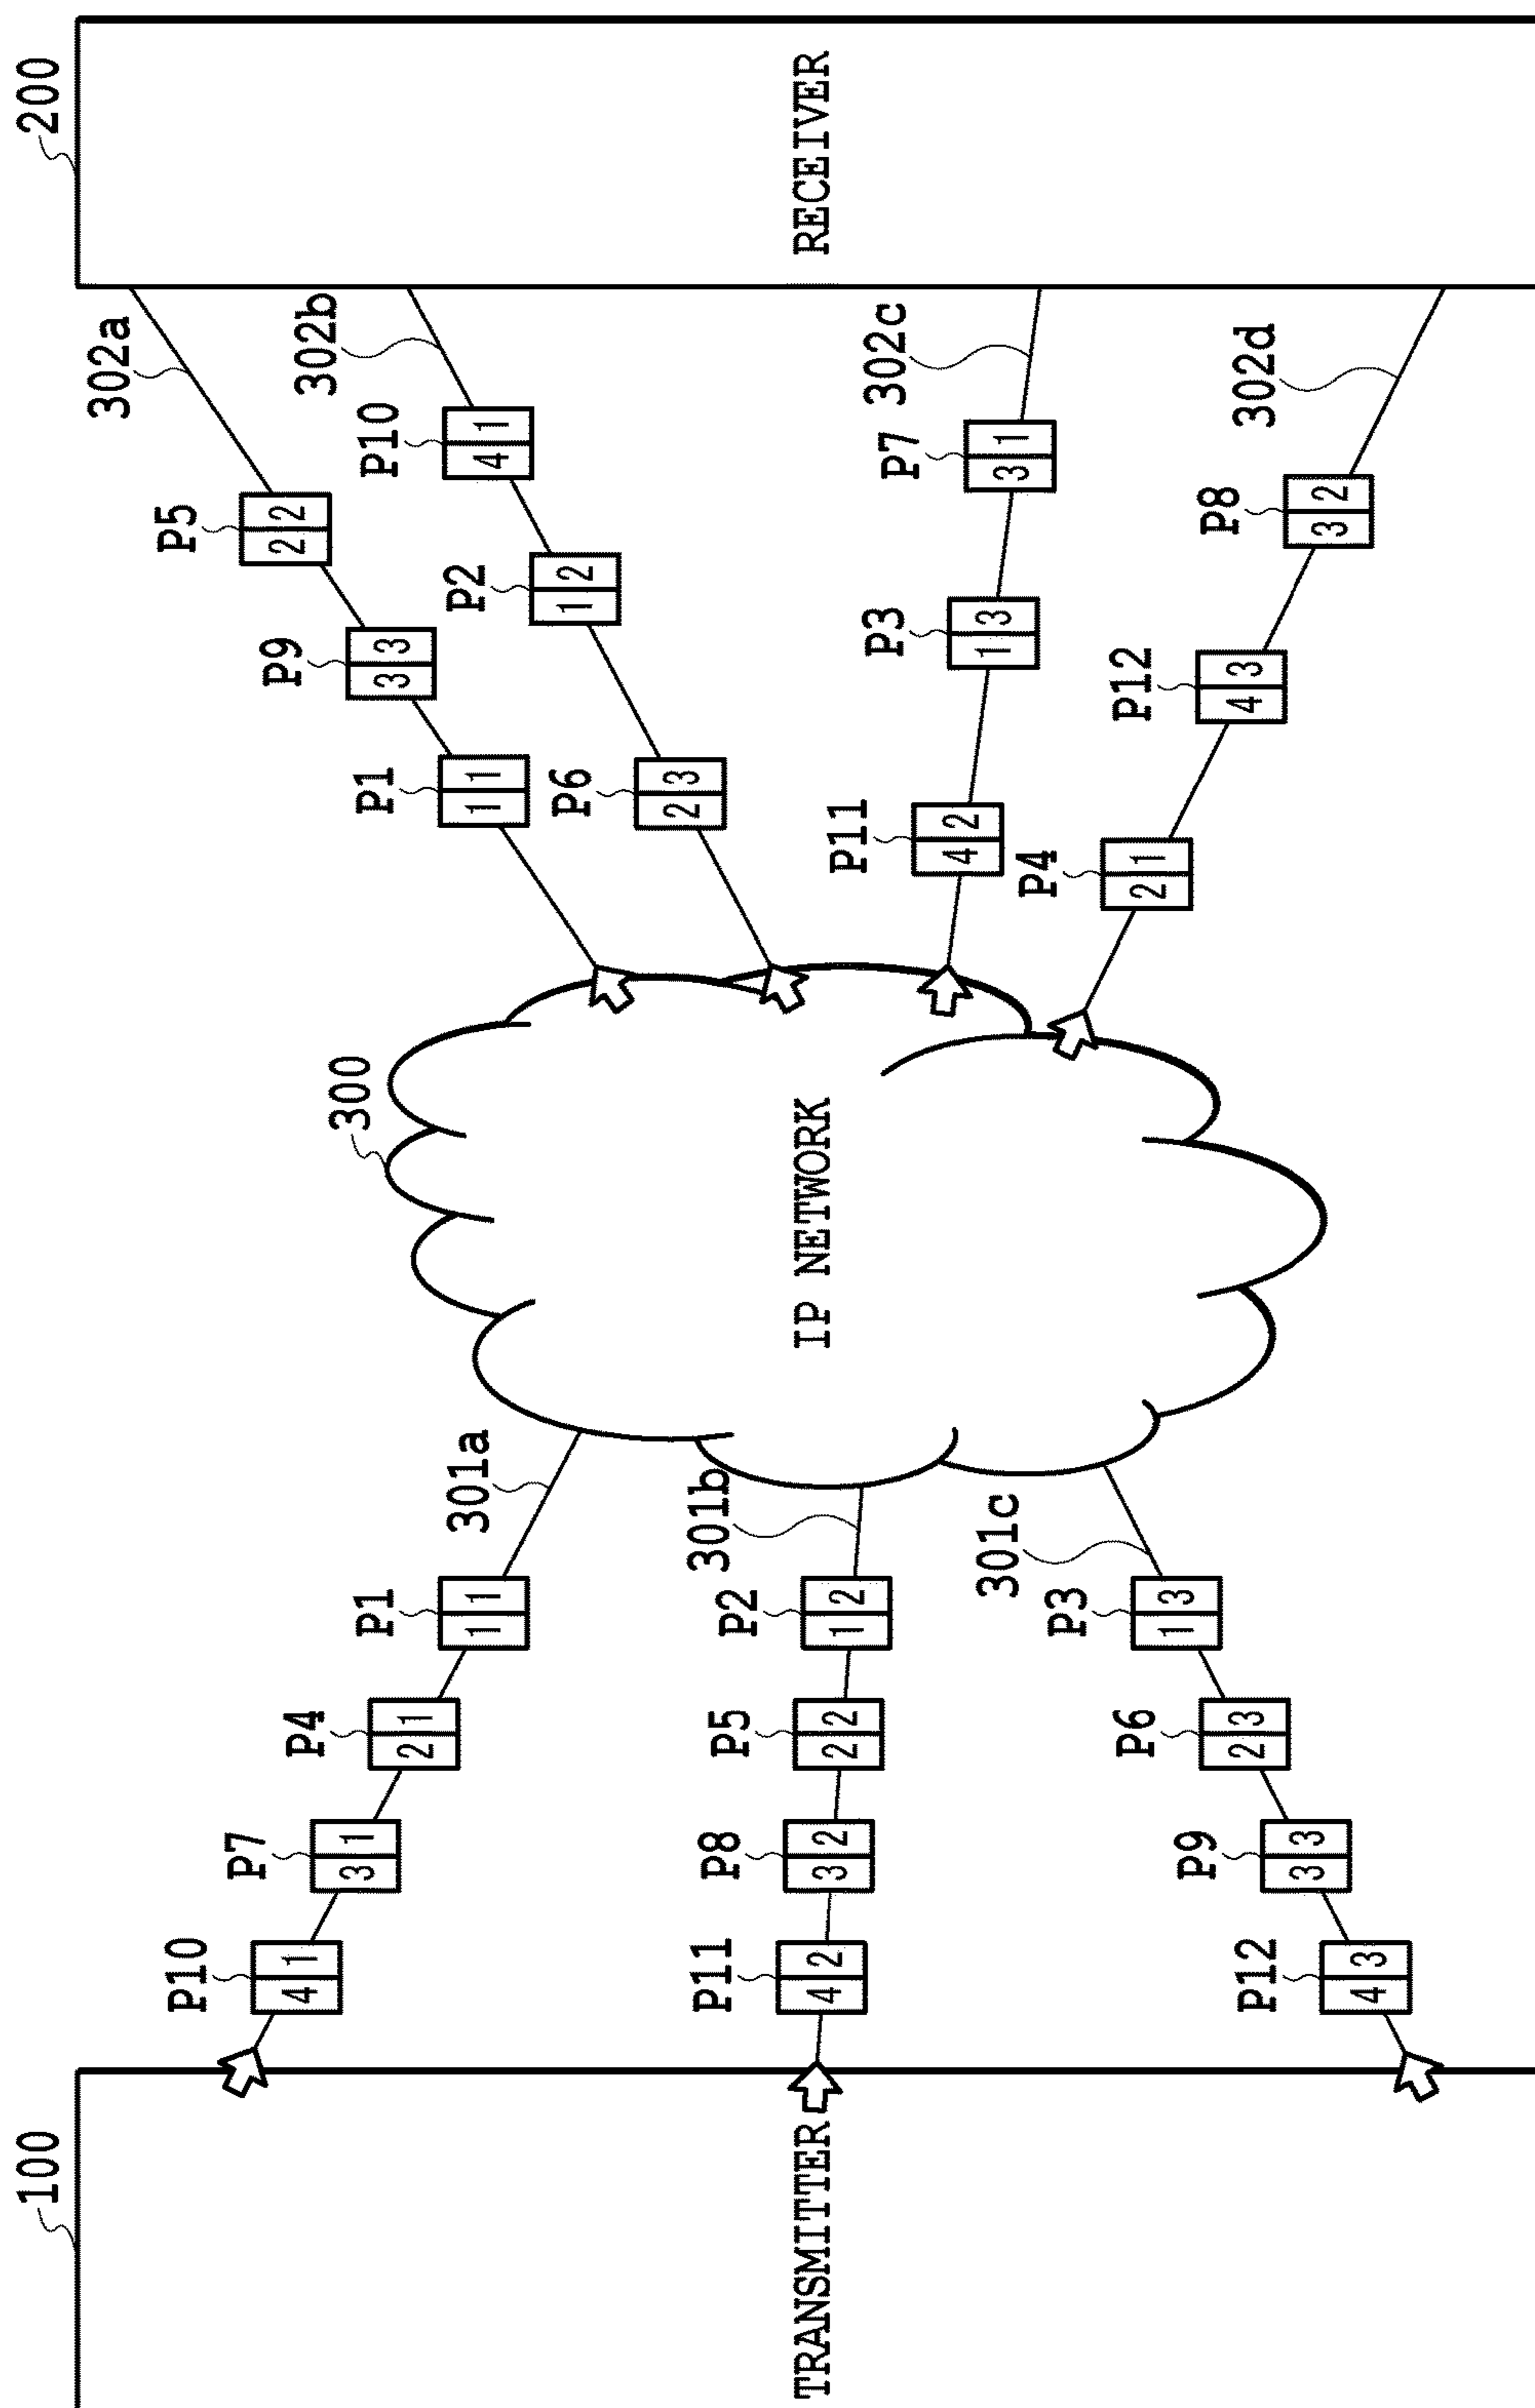 100
TRANSMITTER
P10
4 1
P7
3 1
P4
2 1
P1
1 1
301a
P11
4 2
P8
3 2
P5
2 2
P2
1 2
301b
P12
4 3
P9
3 3
P6
2 3
P3
1 3
301c
300
IP NETWORK
P1
1 1
P9
3 3
P5
2 2
302a
P6
2 3
P2
1 2
P10
4 1
302b
P11
4 2
P3
1 3
P7
3 1
302c
P4
2 1
P12
4 3
P8
3 2
302d
200
RECEIVER